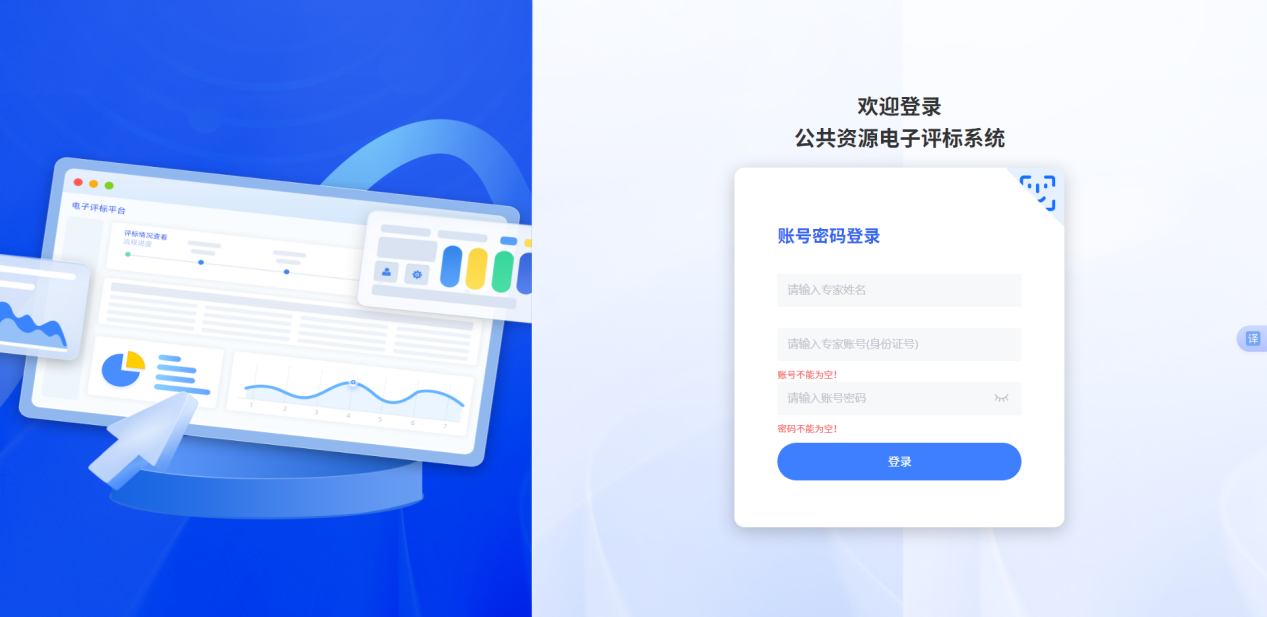 电子评标平台
评标情况查看
流程进度
1 2 3 4 5 6 7
欢迎登录
公共资源电子评标系统
账号密码登录
请输入专家姓名
请输入专家账号(身份证号)
账号不能为空!
请输入账号密码
密码不能为空!
登录
译